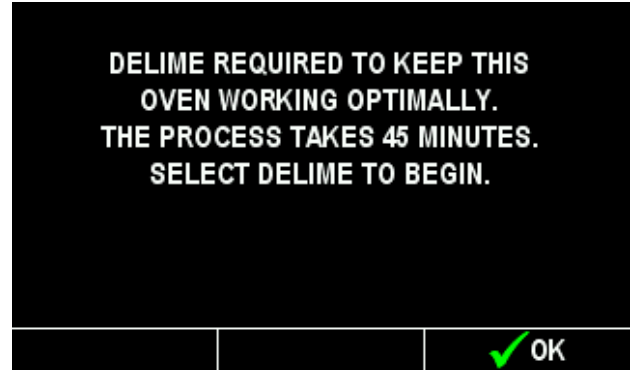 DELIME REQUIRED TO KEEP THIS
OVEN WORKING OPTIMALLY.
THE PROCESS TAKES 45 MINUTES.
SELECT DELIME TO BEGIN.
OK